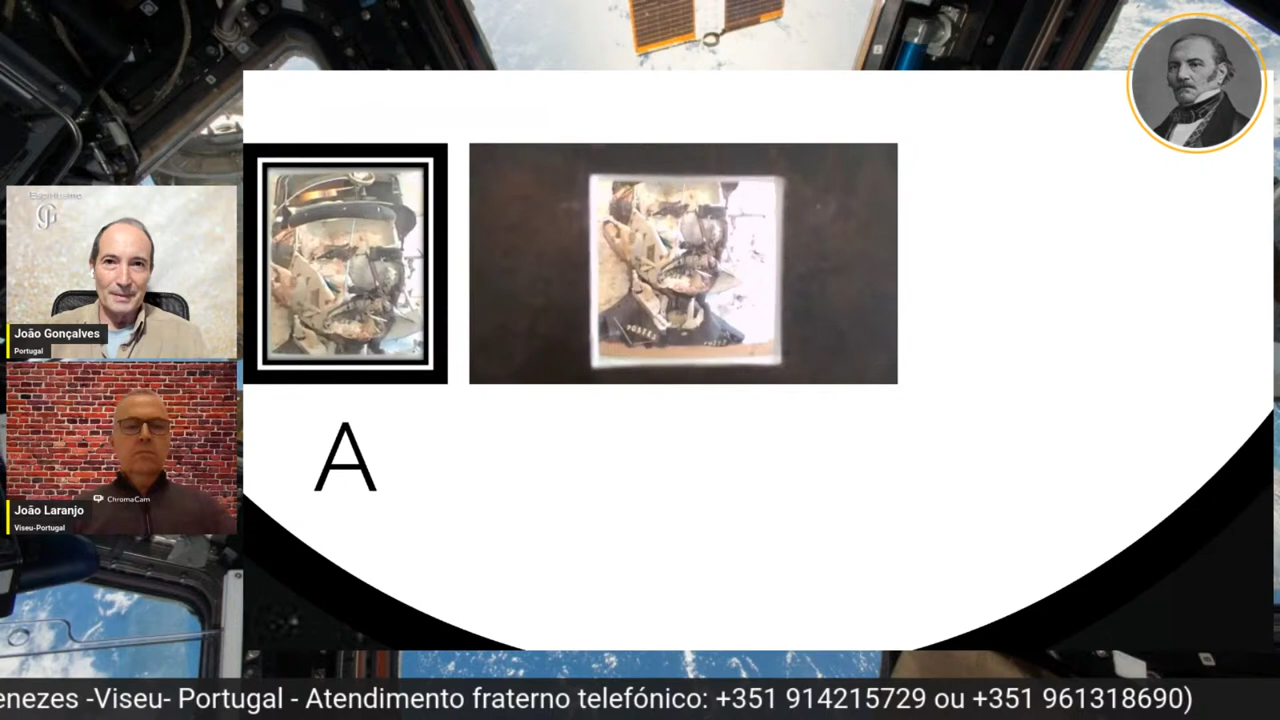 Espiritismo
João Gonçalves
Portugal
ChromaCam
João Laranjo
Viseu-Portugal
A
enezes -Viseu- Portugal - Atendimento fraterno telefónico: +351 914215729 ou +351 961318690)